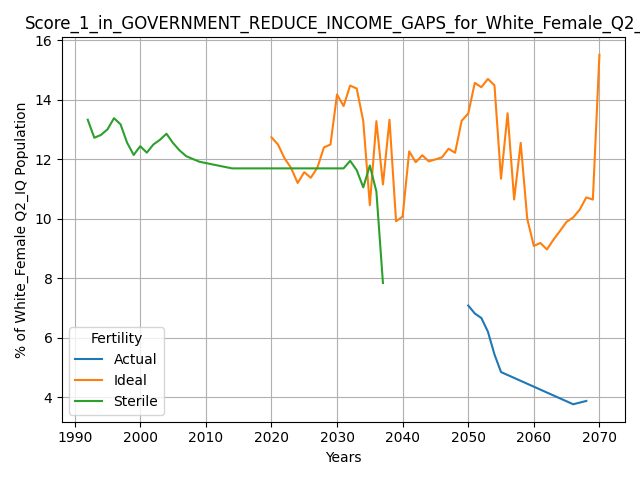 Score_1_in_GOVERNMENT_REDUCE_INCOME_GAPS_for_White_Female_Q2_
16
14
12
10
8
6
4
% of White_Female Q2_IQ Population
Fertility
Actual
Ideal
Sterile
1990 2000 2010 2020 2030 2040 2050 2060 2070
Years